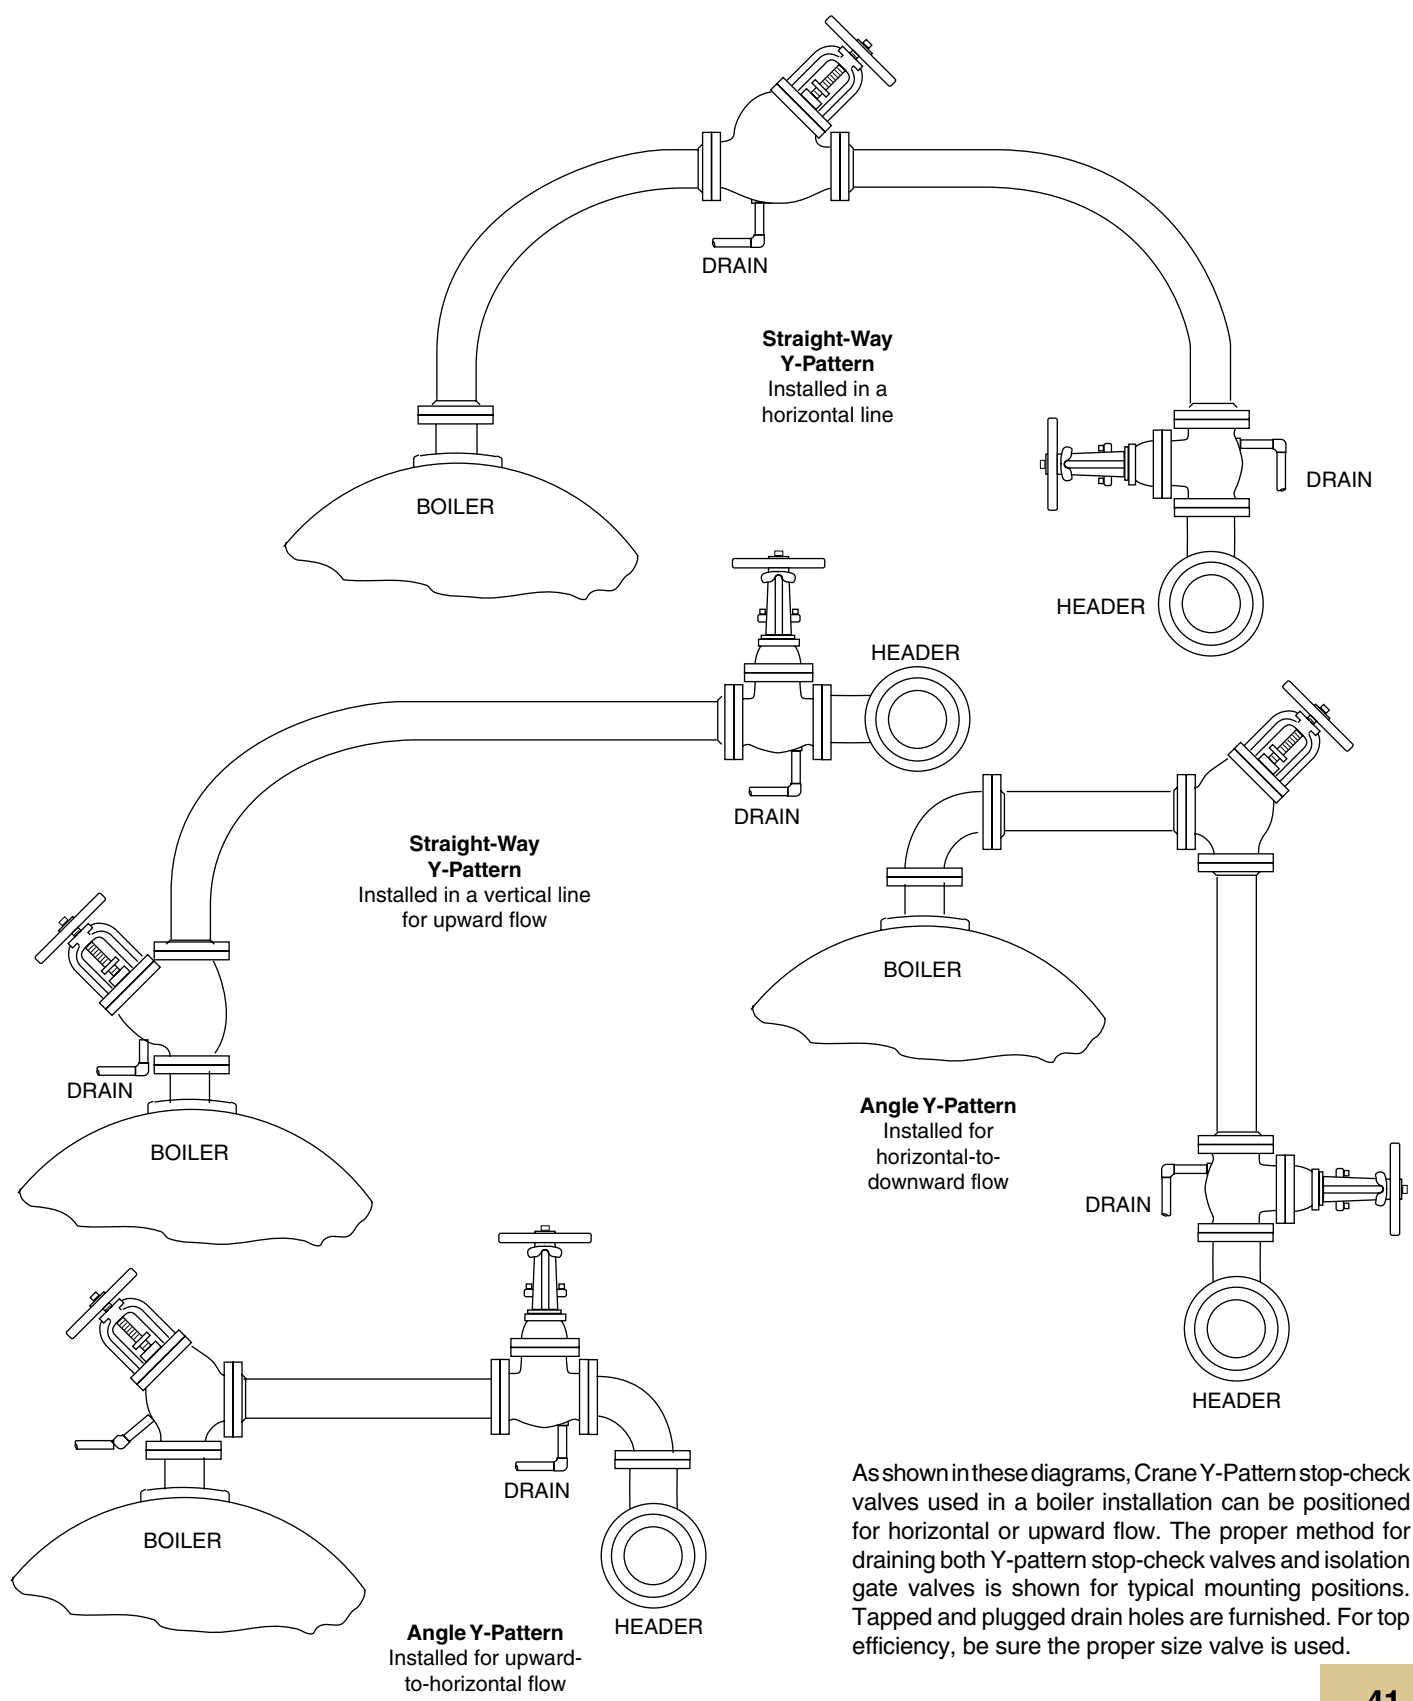 DRAIN
Straight-Way
Y-Pattern
Installed in a
horizontal line
BOILER
DRAIN
HEADER
HEADER
DRAIN
Straight-Way
Y-Pattern
Installed in a vertical line
for upward flow
DRAIN
BOILER
BOILER
Angle Y-Pattern
Installed for
horizontal-to-
downward flow
DRAIN
HEADER
DRAIN
BOILER
HEADER
Angle Y-Pattern
Installed for upward-
to-horizontal flow
As shown in these diagrams, Crane Y-Pattern stop-check
valves used in a boiler installation can be positioned
for horizontal or upward flow. The proper method for
draining both Y-pattern stop-check valves and isolation
gate valves is shown for typical mounting positions.
Tapped and plugged drain holes are furnished. For top
efficiency, be sure the proper size valve is used.
41